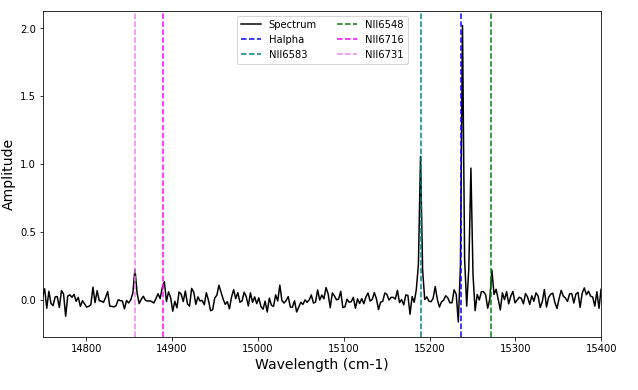 2.0
1.5
1.0
0.5
0.0
Amplitude
Spectrum
Halpha
NII6583
NII6548
NII6716
NII6731
14800
14900
15000
15100
15200
15300
15400
Wavelength (cm-1)